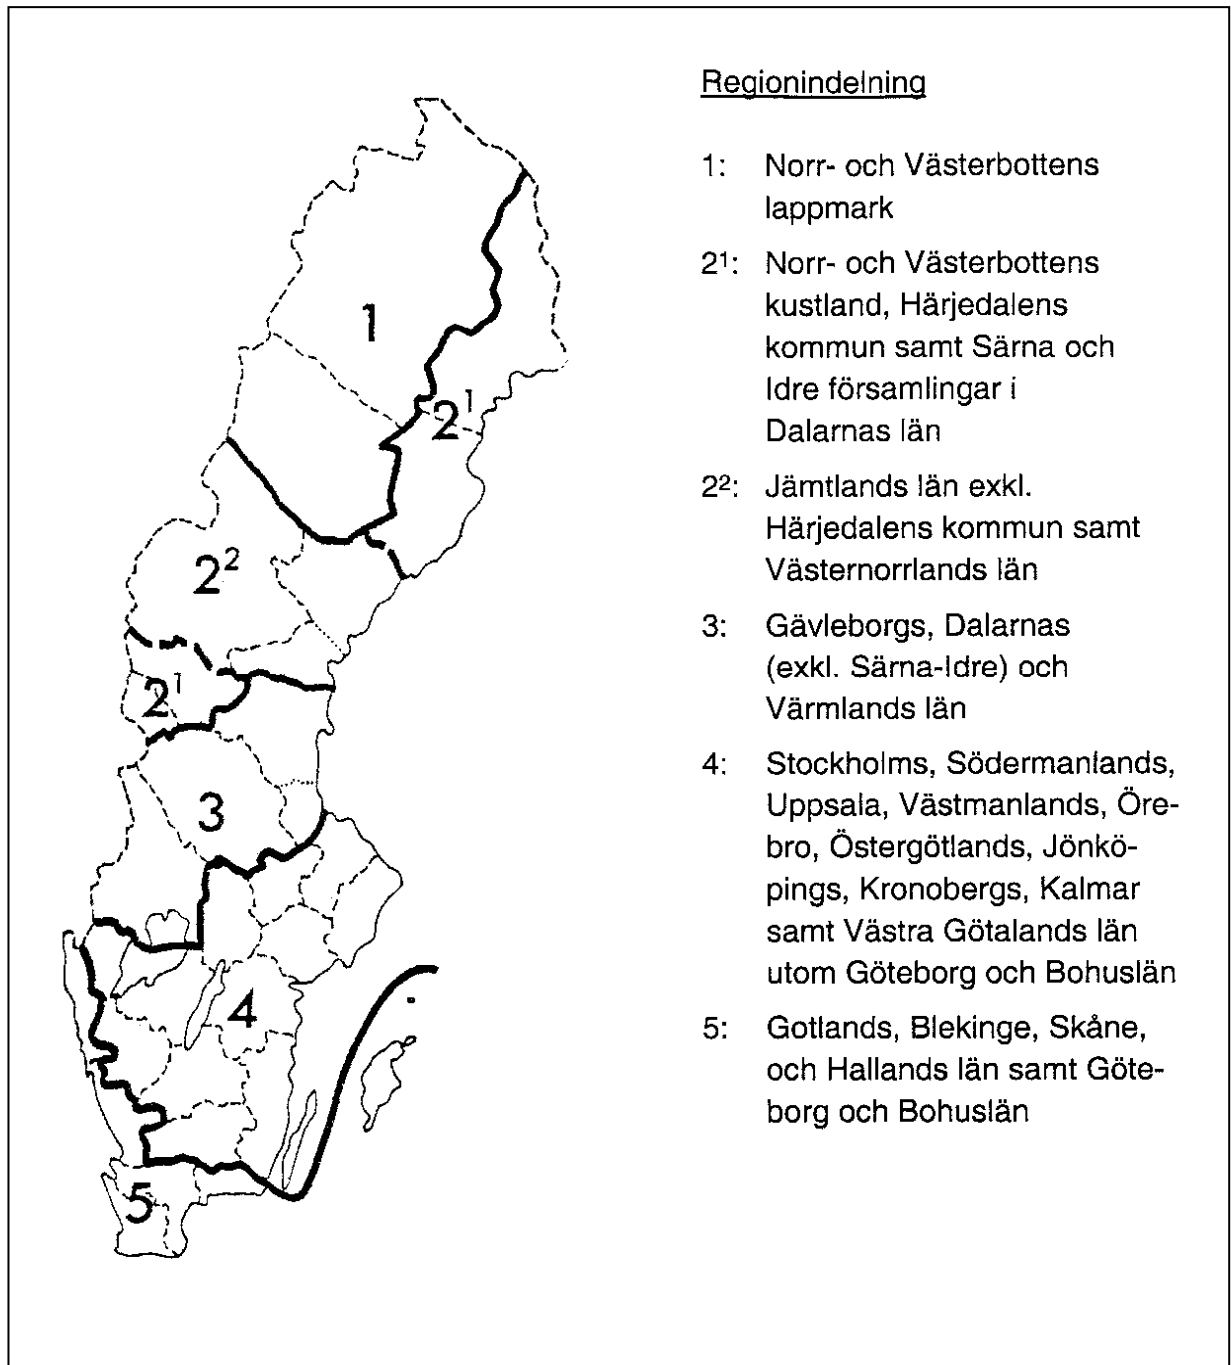 Regionindelning
1: Norr- och Västerbottens
lappmark
2¹: Norr- och Västerbottens
kustland, Härjedalens
kommun samt Särna och
Idre församlingar i
Dalarnas län
2²: Jämtlands län exkl.
Härjedalens kommun samt
Västernorrlands län
3: Gävleborgs, Dalarnas
(exkl. Särna-Idre) och
Värmlands län
4: Stockholms, Södermanlands,
Uppsala, Västmanlands, Öre-
bro, Östergötlands, Jönkö-
pings, Kronobergs, Kalmar
samt Västra Götalands län
utom Göteborg och Bohuslän
5: Gotlands, Blekinge, Skåne,
och Hallands län samt Göte-
borg och Bohuslän
1
2¹
2²
2¹
3
4
5